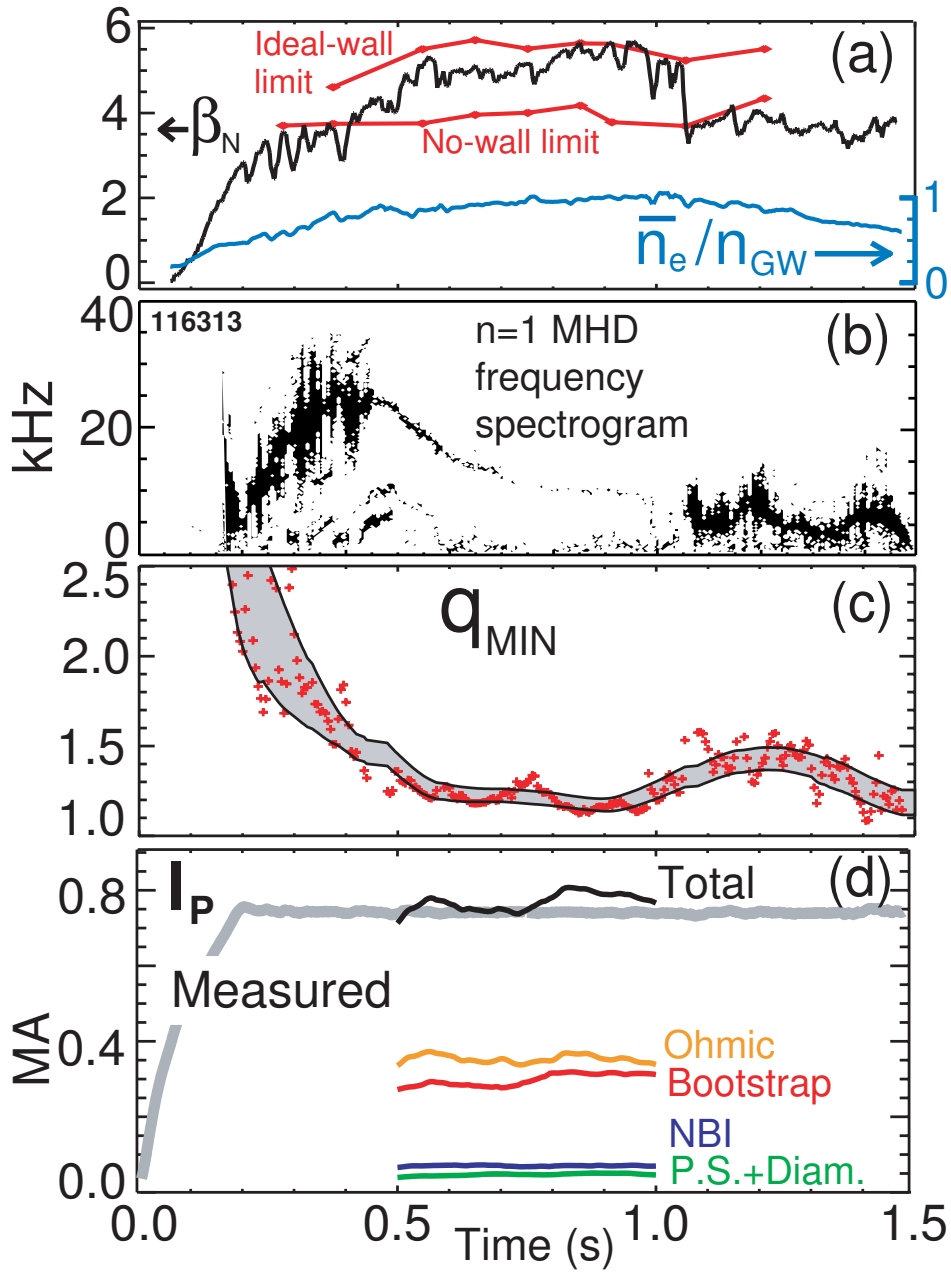 6
4
2
0
Ideal-wall
limit
(a)
←β_N
No-wall limit
n̄_e/n_GW →
1
0
40
20
0
kHz
116313
n=1 MHD
frequency
spectrogram
(b)
2.5
2.0
1.5
1.0
q_MIN
(c)
0.8
0.4
0.0
MA
I_P
Total
(d)
Measured
Ohmic
Bootstrap
NBI
P.S.+Diam.
0.0 0.5 1.0 1.5
Time (s)